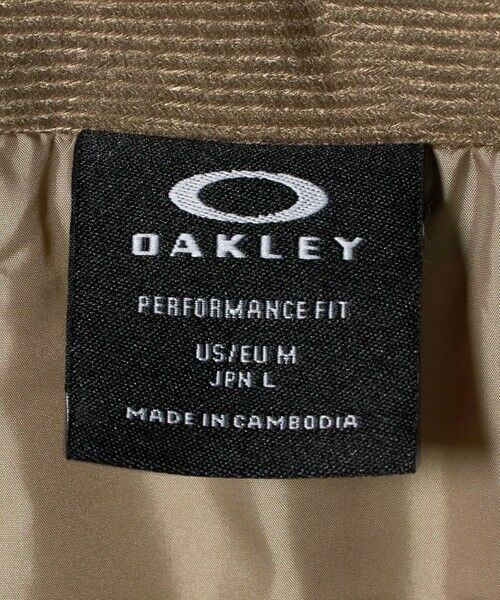 OAKLEY
PERFORMANCE FIT
US/EU M
JPN L
MADE IN CAMBODIA